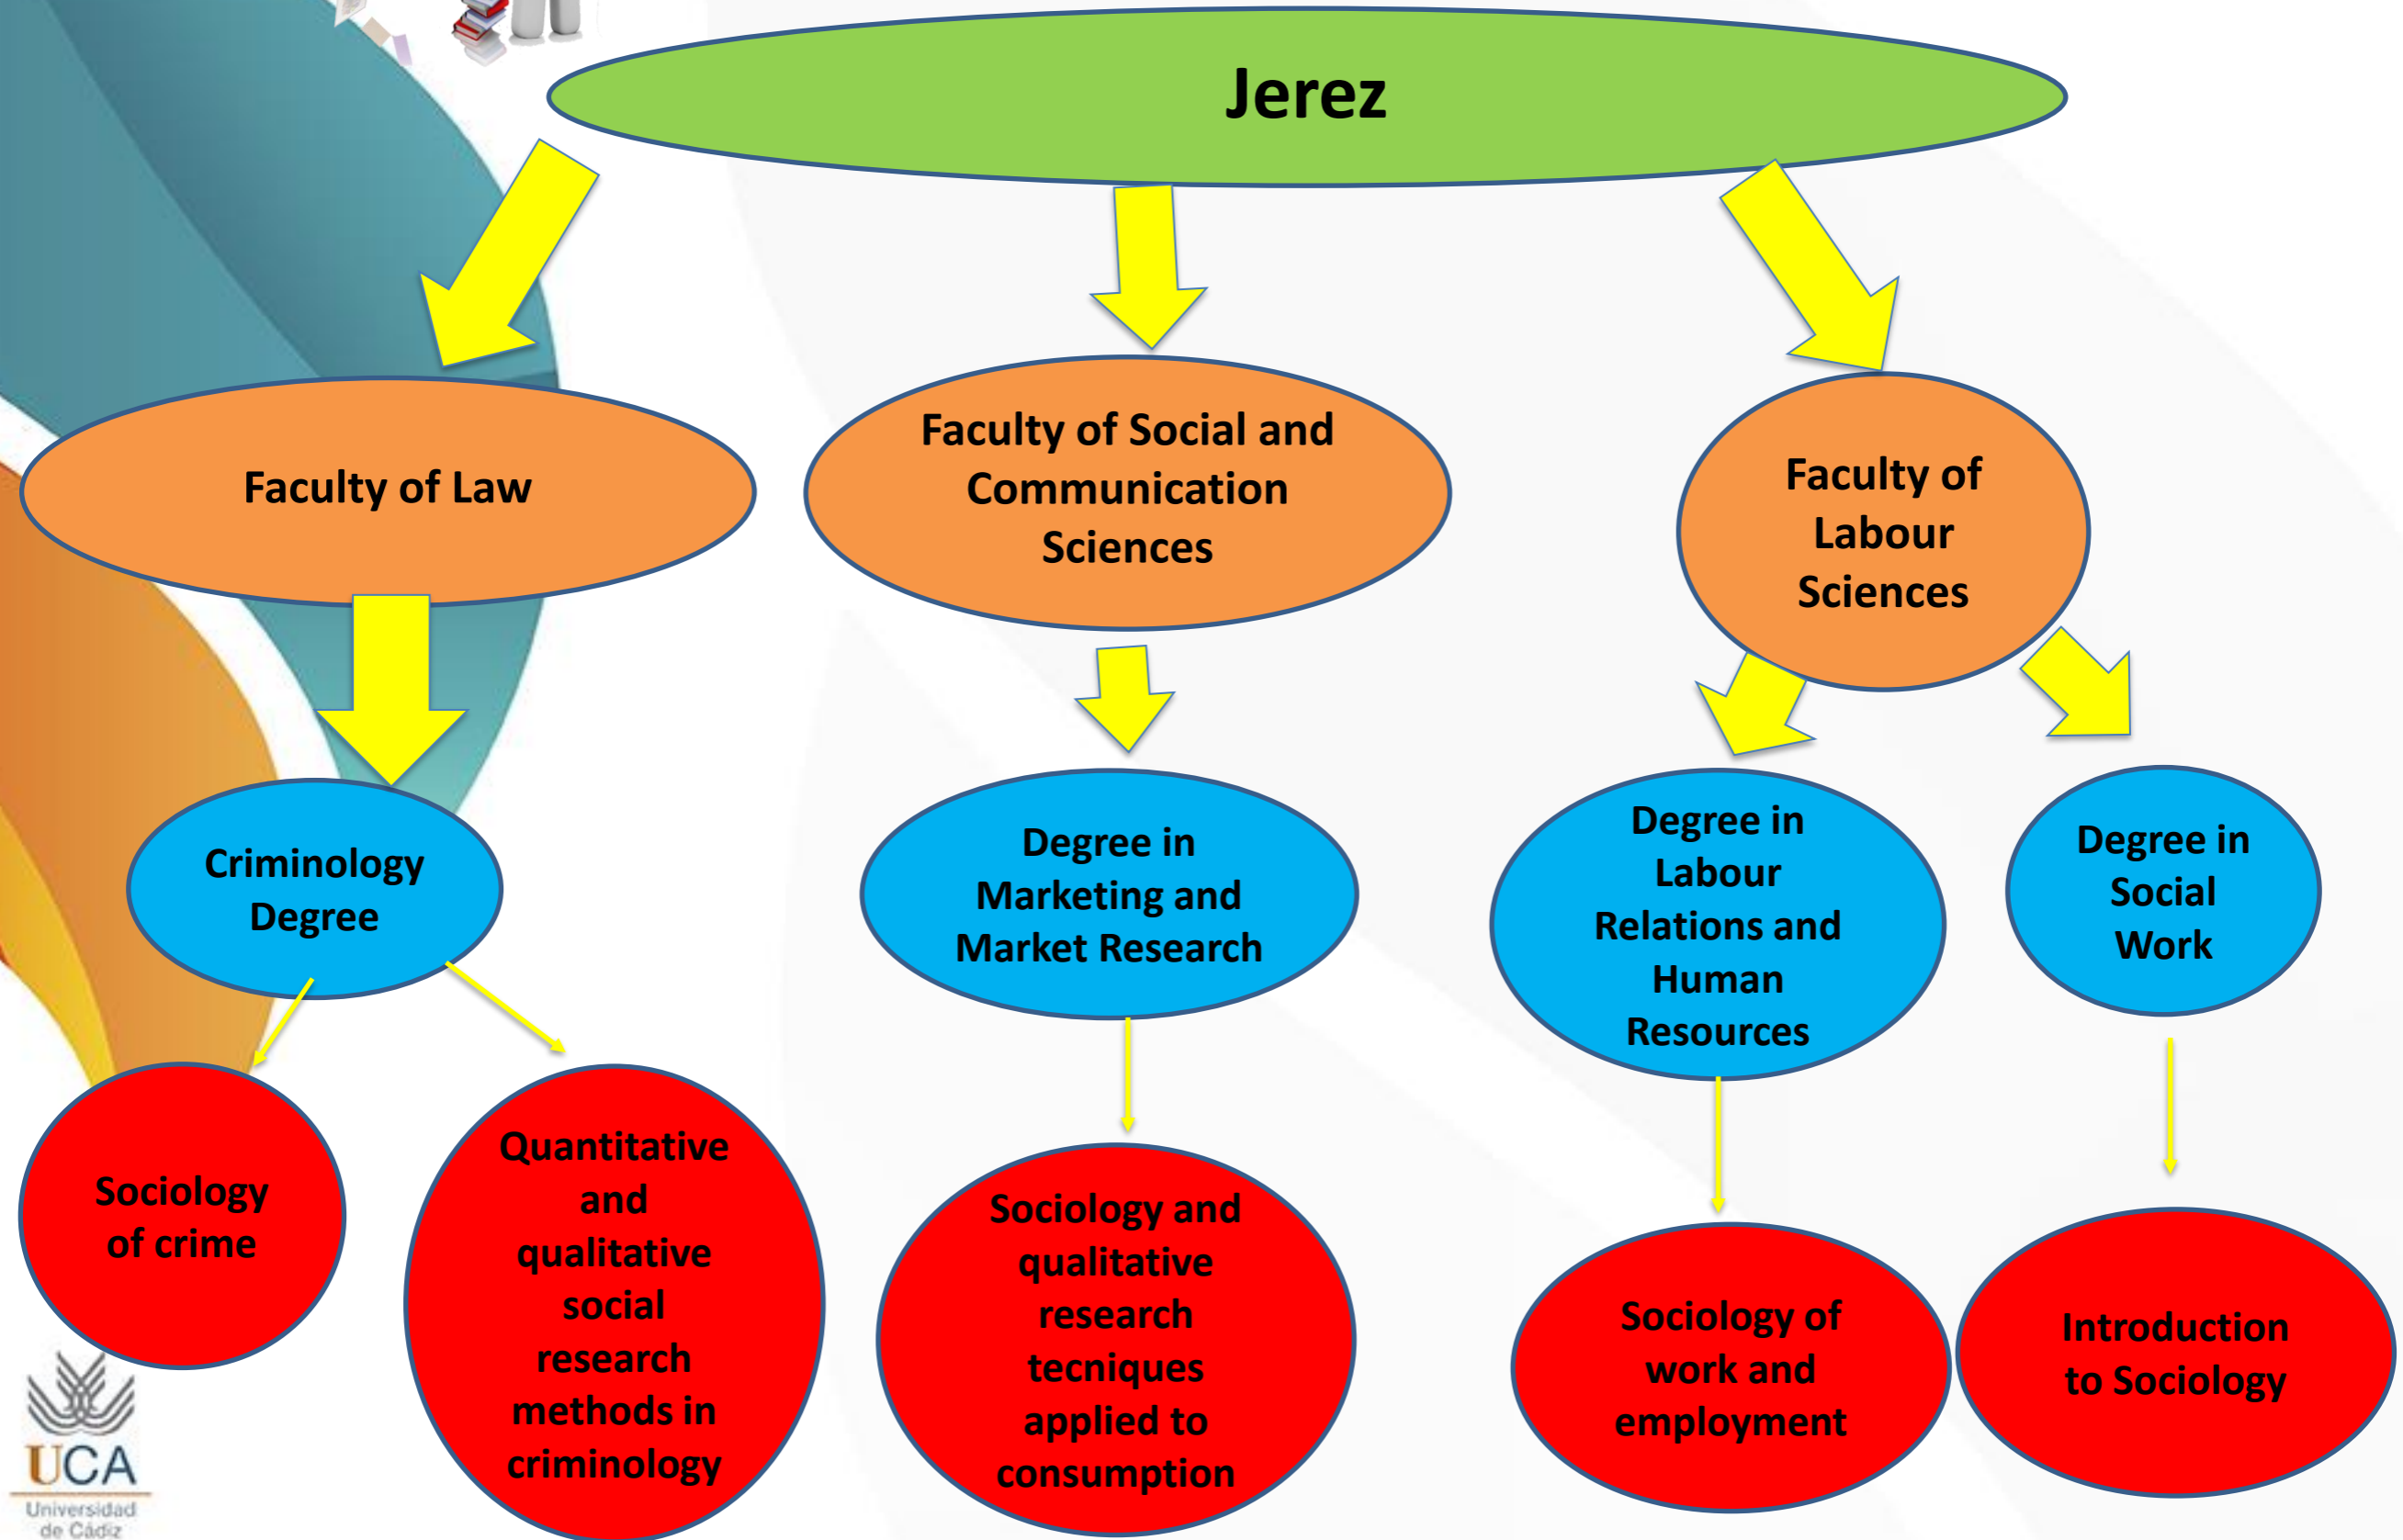 Jerez
Faculty of Law
Faculty of Social and
Communication
Sciences
Faculty of
Labour
Sciences
Criminology
Degree
Degree in
Marketing and
Market Research
Degree in
Labour
Relations and
Human
Resources
Degree in
Social
Work
Sociology
of crime
Quantitative
and
qualitative
social
research
methods in
criminology
Sociology and
qualitative
research
tecniques
applied to
consumption
Sociology of
work and
employment
Introduction
to Sociology
UCA
Universidad
de Cádiz